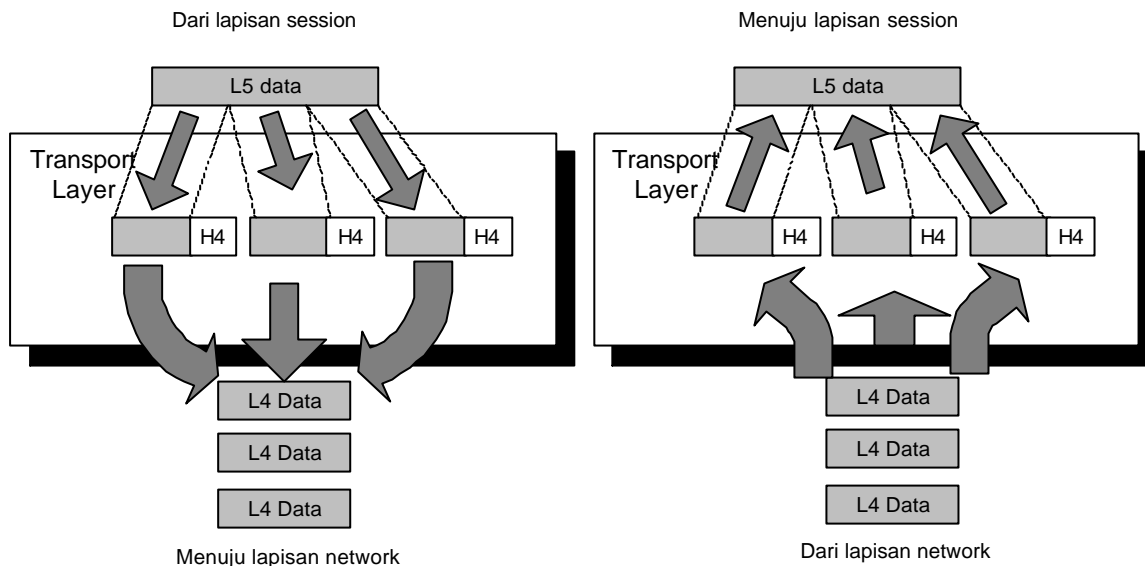 Dari lapisan session
L5 data
Transport
Layer
H4
H4
H4
L4 Data
L4 Data
L4 Data
Menuju lapisan network
Menuju lapisan session
L5 data
Transport
Layer
H4
H4
H4
L4 Data
L4 Data
L4 Data
Dari lapisan network